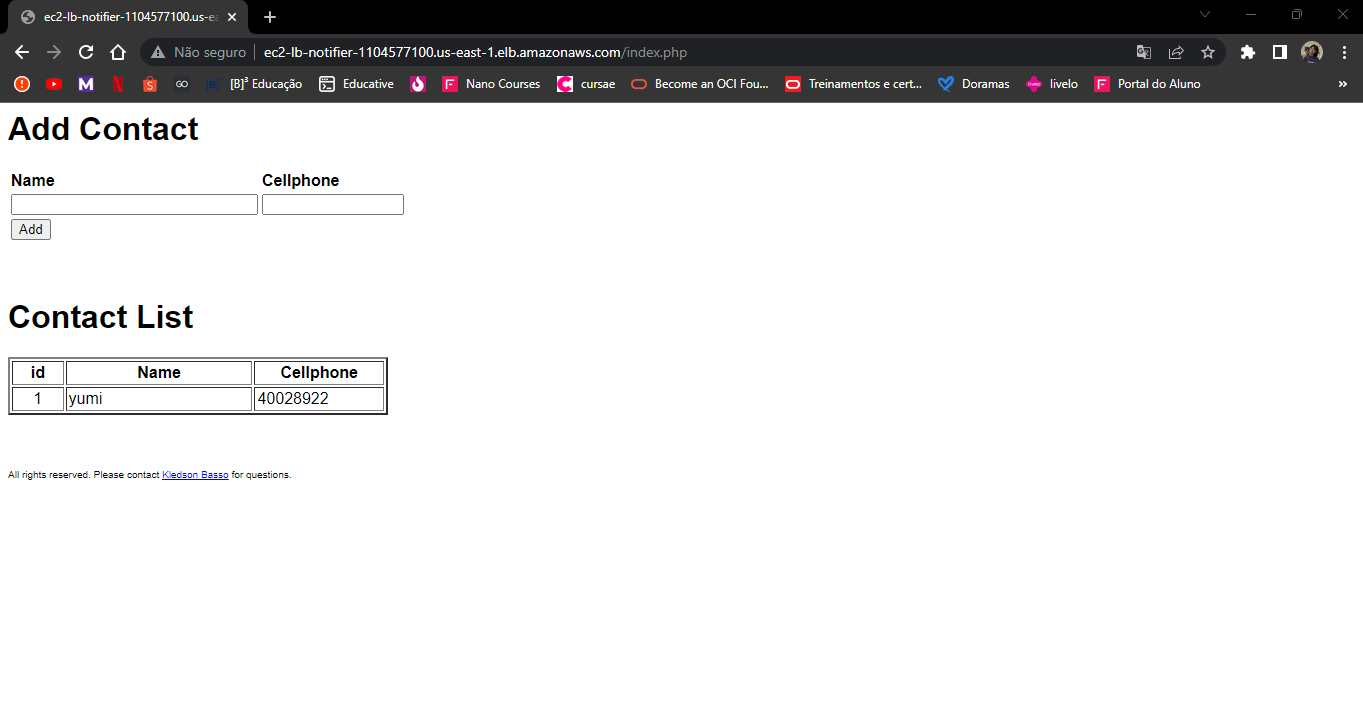 ec2-lb-notifier-1104577100.us-ea
Não seguro ec2-lb-notifier-1104577100.us-east-1.elb.amazonaws.com/index.php
M N GO [B]³ Educação Educative F Nano Courses C cursae Become an OCI Fou... Treinamentos e cert... Doramas livelo F Portal do Aluno »
Add Contact
Name Cellphone
Add
Contact List
id Name Cellphone
1 yumi 40028922
All rights reserved. Please contact Kledson Basso for questions.